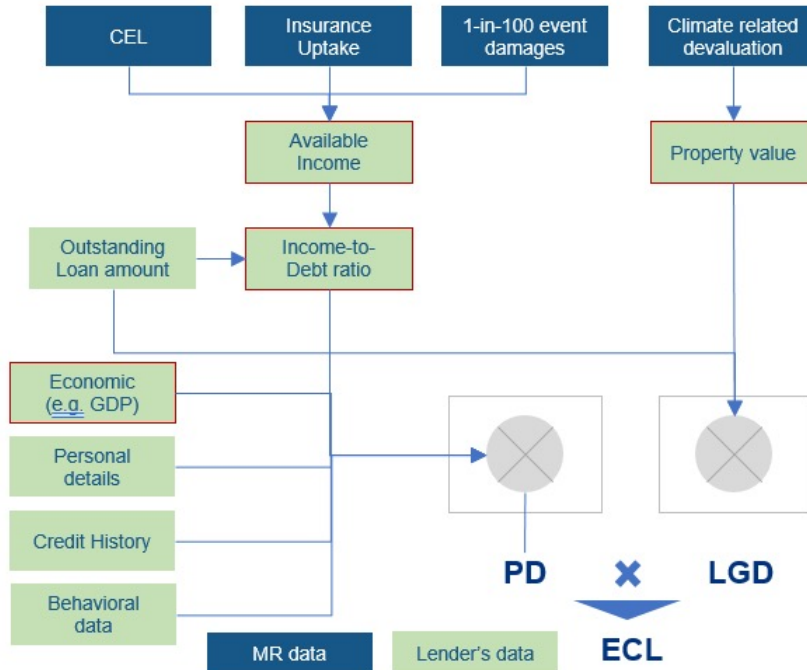 CEL
Insurance
Uptake
1-in-100 event
damages
Climate related
devaluation
Available
Income
Property value
Outstanding
Loan amount
Income-to-
Debt ratio
Economic
(e.g. GDP)
Personal
details
Credit History
Behavioral
data
PD
LGD
MR data
Lender's data
ECL